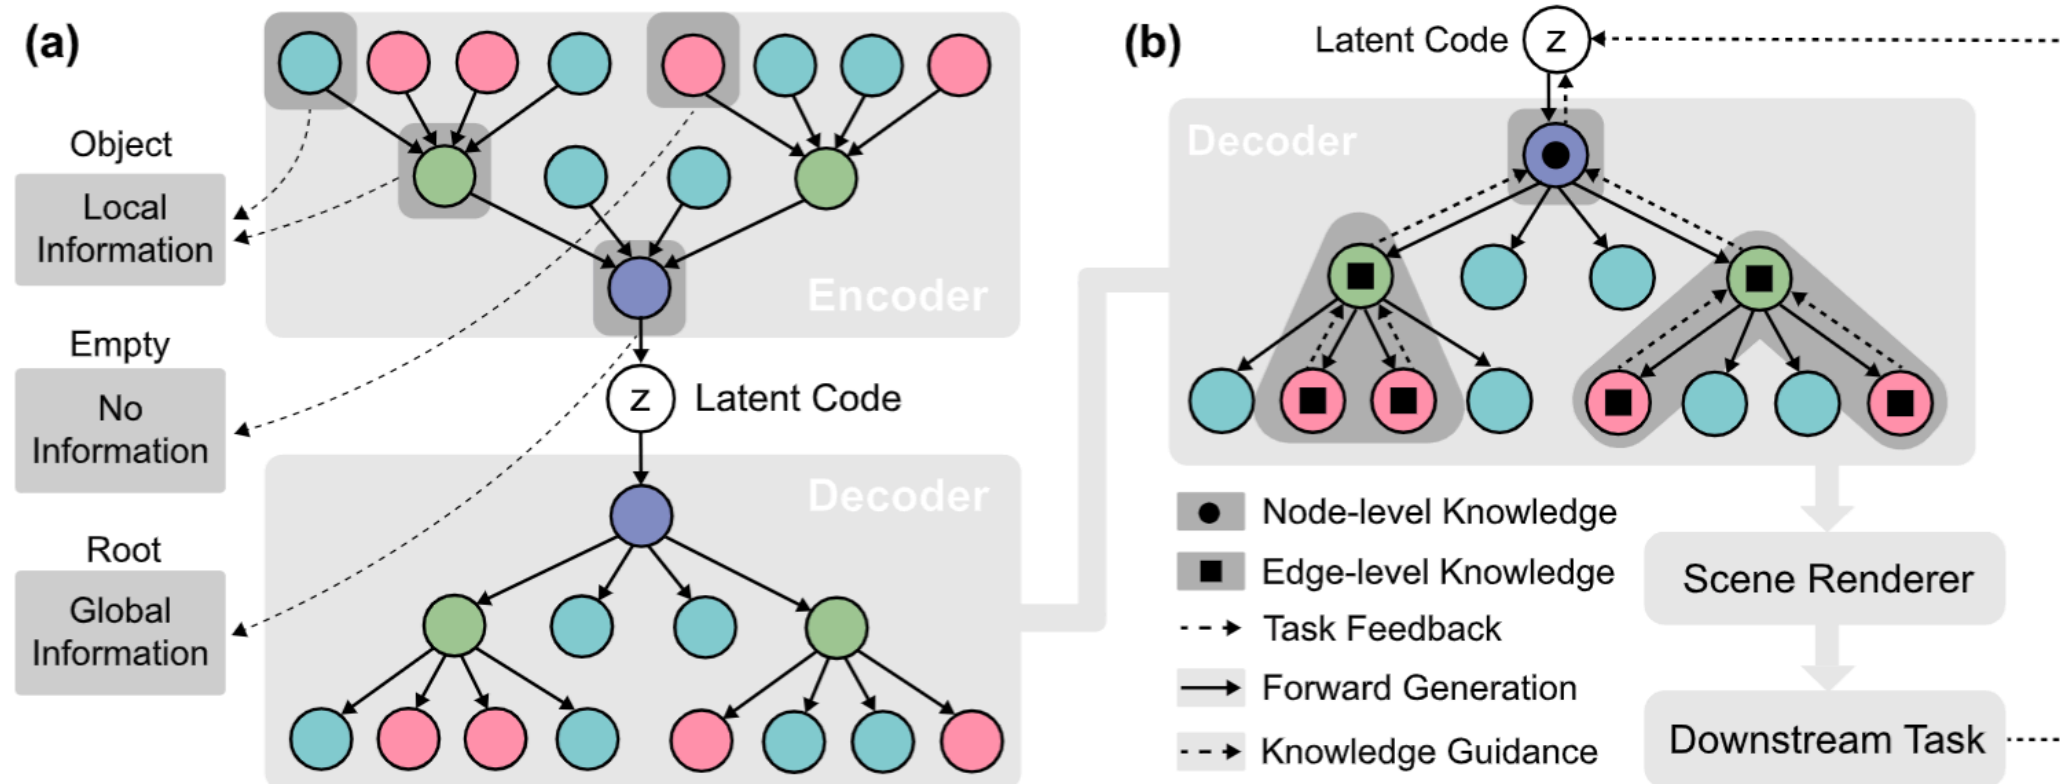 (a)
Object
Local
Information
Empty
No
Information
Root
Global
Information
Encoder
z
Latent Code
Decoder
(b)
Latent Code
z
Decoder
Node-level Knowledge
Edge-level Knowledge
Task Feedback
Forward Generation
Knowledge Guidance
Scene Renderer
Downstream Task